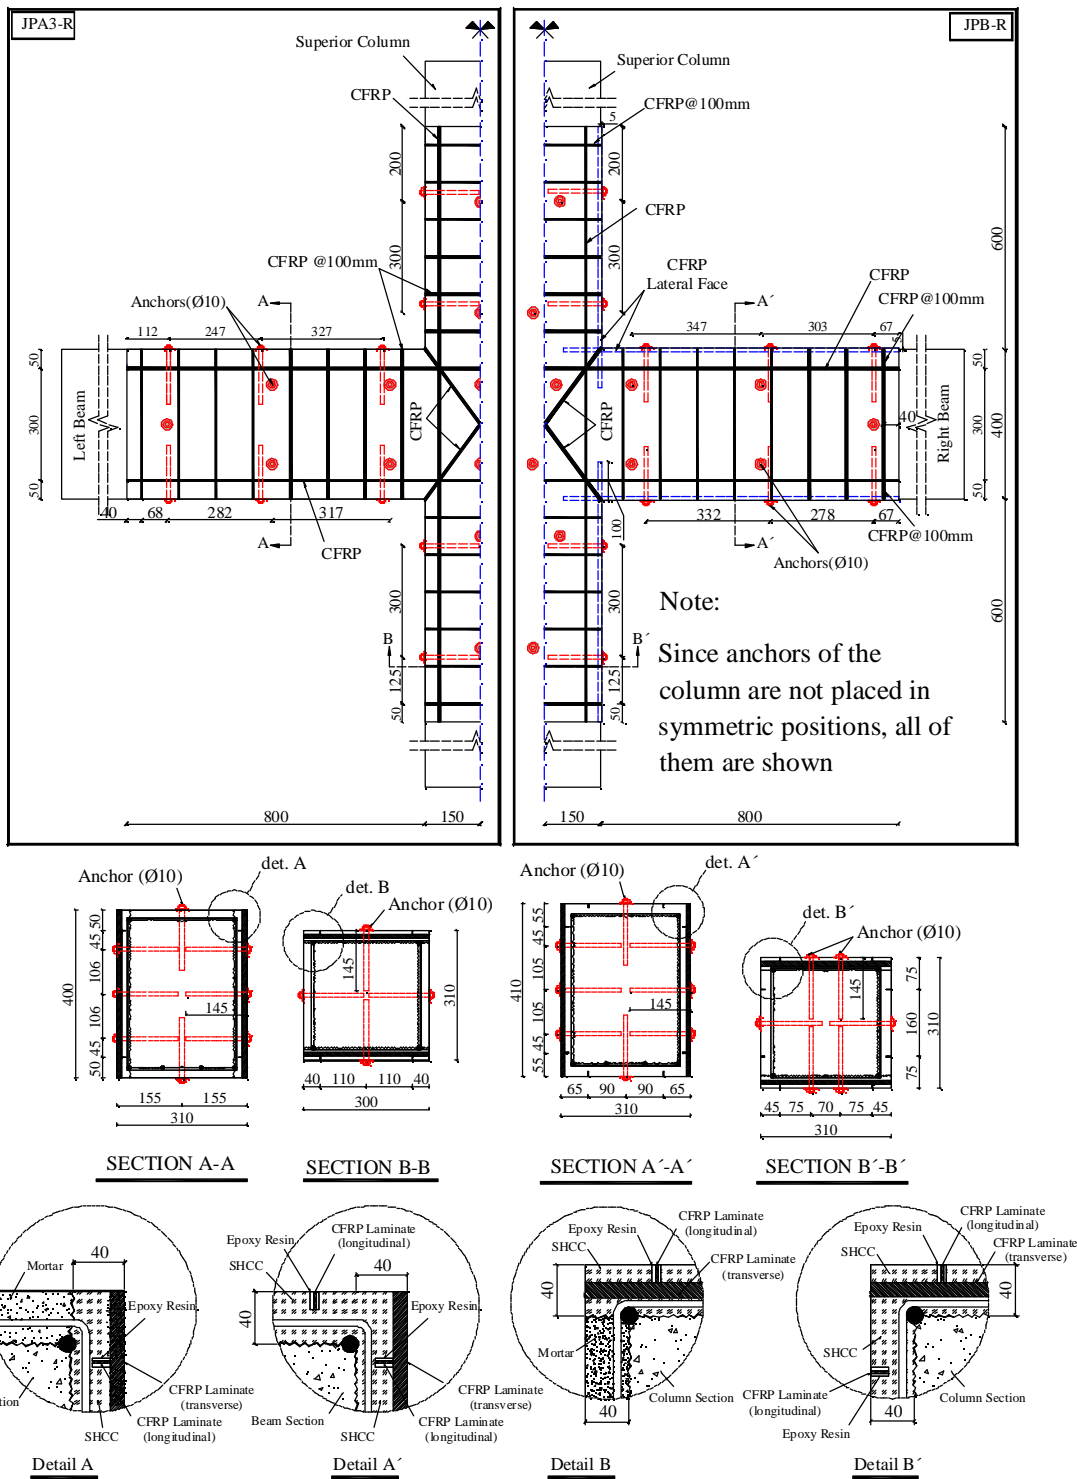 JPA3-R
JPB-R
Superior Column
Superior Column
CFRP
CFRP@100mm
5
200
200
CFRP
600
300
300
CFRP @100mm
CFRP
Lateral Face
CFRP
CFRP@100mm
Anchors(Ø10)
A
A´
112
247
327
347
303
67
5
50
50
Left Beam
300
CFRP
CFRP
40
Right Beam
300
400
50
50
40
68
282
317
332
278
67
100
A
CFRP
A´
CFRP@100mm
Anchors(Ø10)
300
300
Note:
600
B
B´
Since anchors of the
column are not placed in
symmetric positions, all of
them are shown
125
125
50
50
800
150
150
800
Anchor (Ø10)
det. A
det. B
Anchor (Ø10)
Anchor (Ø10)
det. A´
det. B´
Anchor (Ø10)
50
45
106
400
106
45
50
145
155
155
310
145
310
40
110
110
40
300
55
45
105
410
105
45
55
145
65
90
90
65
310
145
75
160
310
75
45
75
70
75
45
310
SECTION A-A
SECTION B-B
SECTION A´-A´
SECTION B´-B´
40
Mortar
Epoxy Resin
CFRP Laminate
(transverse)
CFRP Laminate
(longitudinal)
SHCC
Detail A
CFRP Laminate
(longitudinal)
Epoxy Resin
SHCC
40
40
Epoxy Resin
CFRP Laminate
(transverse)
Beam Section
CFRP Laminate
(longitudinal)
SHCC
Detail A´
CFRP Laminate
(longitudinal)
Epoxy Resin
SHCC
CFRP Laminate
(transverse)
40
Mortar
Column Section
40
Detail B
CFRP Laminate
(longitudinal)
Epoxy Resin
CFRP Laminate
(transverse)
SHCC
40
SHCC
CFRP Laminate
(longitudinal)
Column Section
40
Epoxy Resin
Detail B´